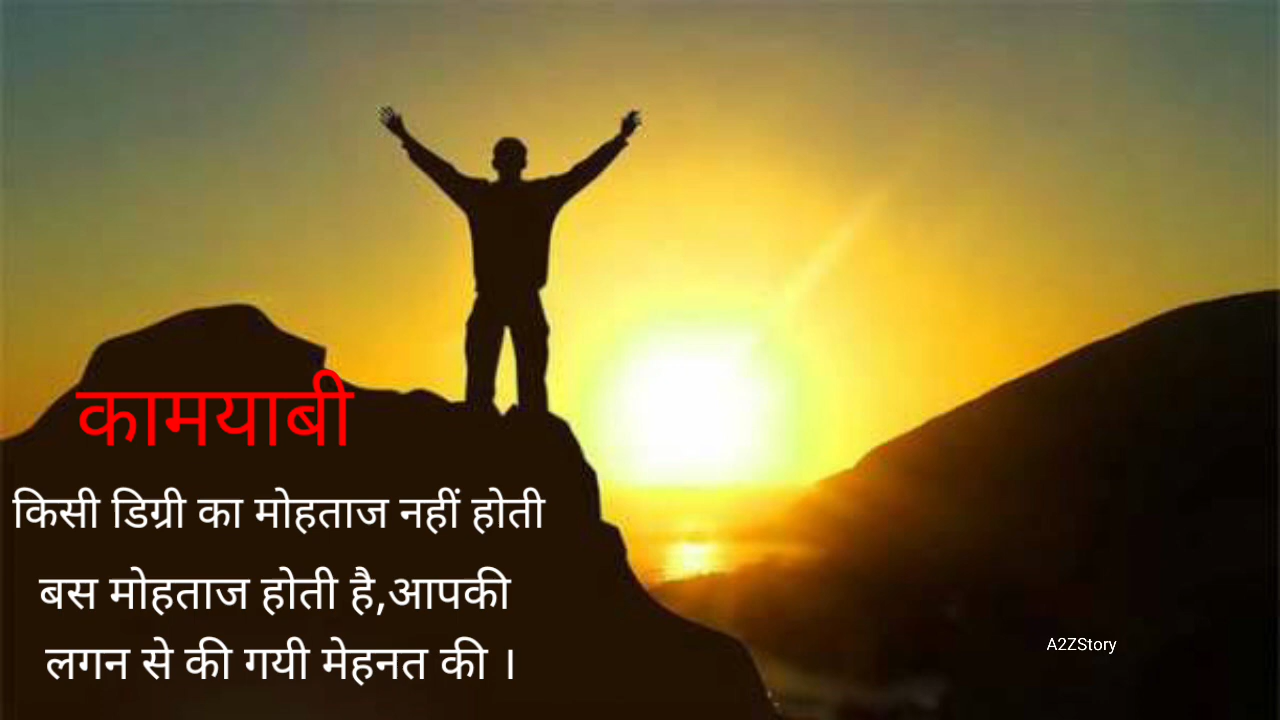 कामयाबी
किसी डिग्री का मोहताज नहीं होती
बस मोहताज होती है,आपकी
लगन से की गयी मेहनत की ।
A2ZStory